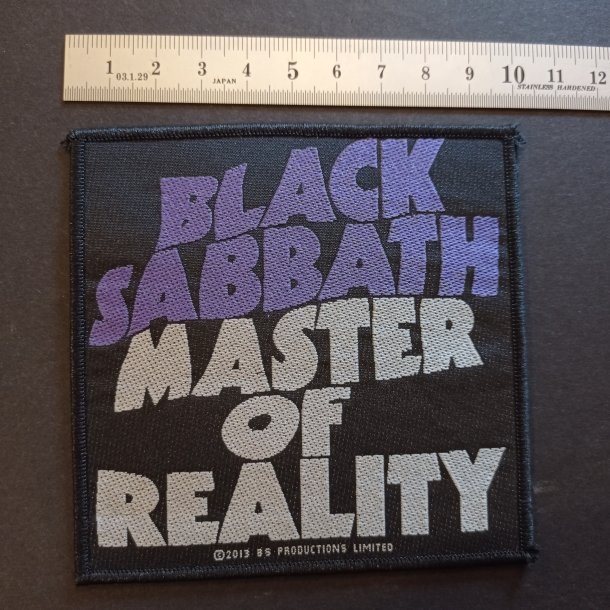 1 2 3 4 5 6 7 8 9 10 11 12
03.1.29 JAPAN STAINLESS HARDENED
BLACK
SABBATH
MASTER
OF
REALITY
©2013 BS PRODUCTIONS LIMITED